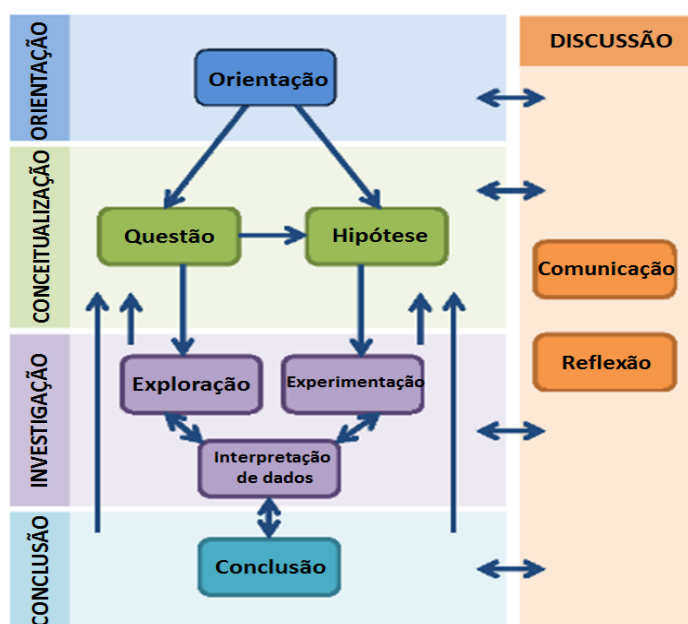 ORIENTAÇÃO
Orientação
DISCUSSÃO
CONCEITUALIZAÇÃO
Questão
Hipótese
Comunicação
Reflexão
INVESTIGAÇÃO
Exploração
Experimentação
Interpretação
de dados
CONCLUSÃO
Conclusão